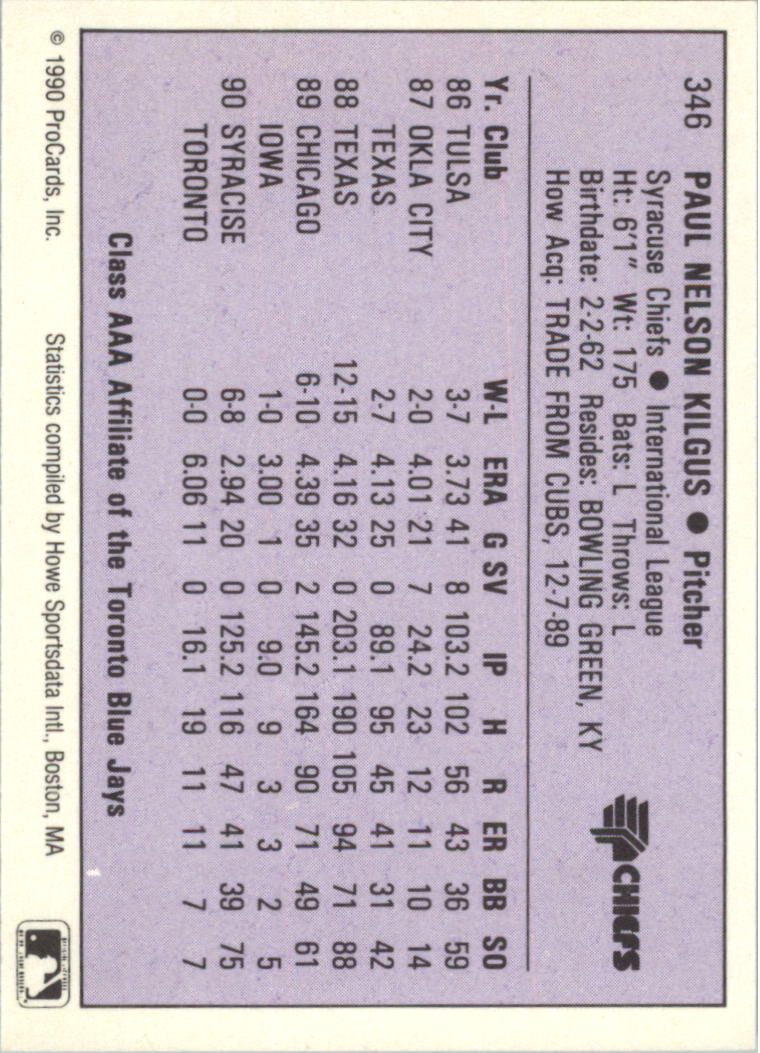 346 PAUL NELSON KILGUS ● Pitcher
Syracuse Chiefs ● International League
Ht: 6'1" Wt: 175 Bats: L Throws: L
Birthdate: 2-2-62 Resides: BOWLING GREEN, KY
How Acq: TRADE FROM CUBS, 12-7-89
CHIEFS
Yr. Club W-L ERA G SV IP H R ER BB SO
86 TULSA 3-7 3.73 41 8 103.2 102 56 43 36 59
87 OKLA CITY 2-0 4.01 21 7 24.2 23 12 11 10 14
TEXAS 2-7 4.13 25 0 89.1 95 45 41 31 42
88 TEXAS 12-15 4.16 32 0 203.1 190 105 94 71 88
89 CHICAGO 6-10 4.39 35 2 145.2 164 90 71 49 61
IOWA 1-0 3.00 1 0 9.0 9 3 3 2 5
90 SYRACISE 6-8 2.94 20 0 125.2 116 47 41 39 75
TORONTO 0-0 6.06 11 0 16.1 19 11 11 7 7
Class AAA Affiliate of the Toronto Blue Jays
© 1990 ProCards, Inc. Statistics compiled by Howe Sportsdata Intl., Boston, MA